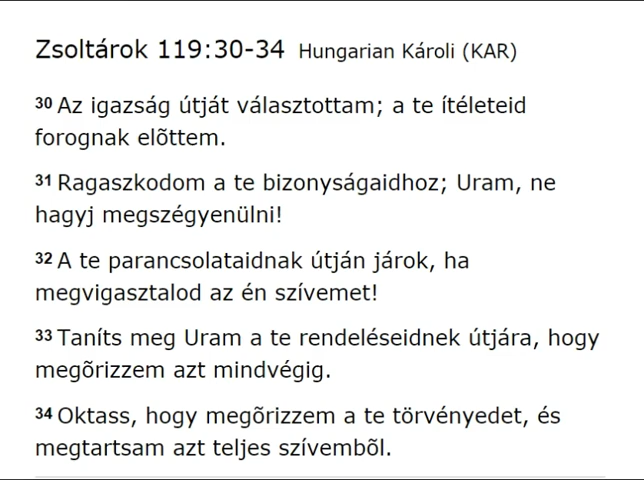 Zsoltárok 119:30-34 Hungarian Károli (KAR)
30 Az igazság útját választottam; a te ítéleteid
forognak elõttem.
31 Ragaszkodom a te bizonyságaidhoz; Uram, ne
hagyj megszégyenülni!
32 A te parancsolataidnak útján járok, ha
megvigasztalod az én szívemet!
33 Taníts meg Uram a te rendeléseidnek útjára, hogy
megõrizzem azt mindvégig.
34 Oktass, hogy megõrizzem a te törvényedet, és
megtartsam azt teljes szívembõl.